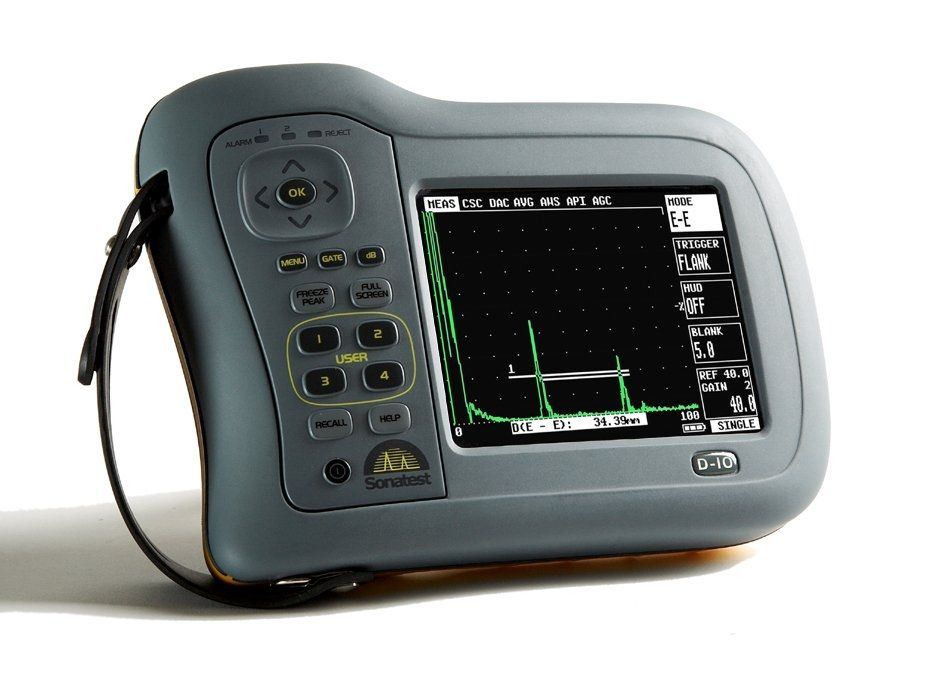 ALARM 1 2 REJECT
OK
MENU GATE dB
FREEZE PEAK
FULL SCREEN
1 2
USER
3 4
RECALL HELP
Sonatest
MEAS CSC DAC AVG AWS API AGC
MODE
E-E
TRIGGER
FLANK
HUD
-% OFF
BLANK
5.0
REF 40.0
GAIN 2
40.0
1
0 100
D(E - E): 34.39mm
SINGLE
D-10